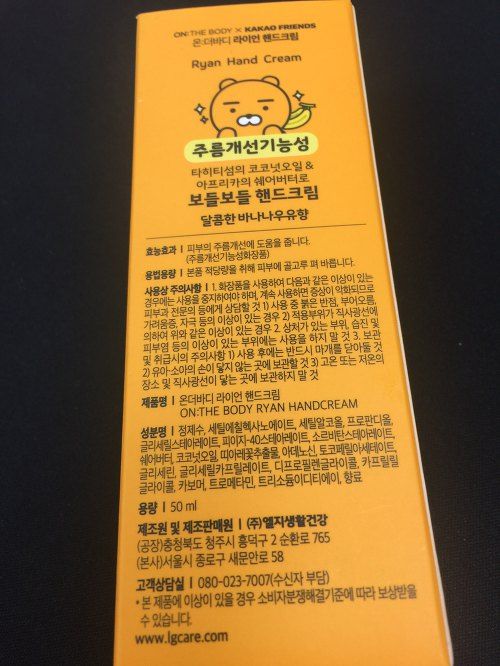 ON:THE BODY × KAKAO FRIENDS
온:더바디 라이언 핸드크림
Ryan Hand Cream
주름개선기능성
타히티섬의 코코넛오일 &
아프리카의 쉐어버터로
보들보들 핸드크림
달콤한 바나나우유향
효능효과 | 피부의 주름개선에 도움을 줍니다.
(주름개선기능성화장품)
용법용량 | 본품 적당량을 취해 피부에 골고루 펴 바릅니다.
사용상 주의사항 | 1. 화장품을 사용하여 다음과 같은 이상이 있는
경우에는 사용을 중지하여야 하며, 계속 사용하면 증상이 악화되므로
피부과 전문의 등에게 상담할 것 1) 사용 중 붉은 반점, 부어오름,
가려움증, 자극 등의 이상이 있는 경우 2) 적용부위가 직사광선에
의하여 위와 같은 이상이 있는 경우 2. 상처가 있는 부위, 습진 및
피부염 등의 이상이 있는 부위에는 사용을 하지 말 것 3. 보관
및 취급시의 주의사항 1) 사용 후에는 반드시 마개를 닫아둘 것
2) 유아·소아의 손이 닿지 않는 곳에 보관할 것 3) 고온 또는 저온의
장소 및 직사광선이 닿는 곳에 보관하지 말 것
제품명 | 온더바디 라이언 핸드크림
ON:THE BODY RYAN HANDCREAM
성분명 | 정제수, 세틸에칠헥사노에이트, 세틸알코올, 프로판디올,
글리세릴스테아레이트, 피이지-40스테아레이트, 소르비탄스테아레이트,
쉐어버터, 코코넛오일, 띠아레꽃추출물, 아데노신, 토코페릴아세테이트,
글리세린, 글리세릴카프릴레이트, 디프로필렌글라이콜, 카프릴릴
글라이콜, 카보머, 트로메타민, 트리소듐이디티에이, 향료
용량 | 50 ml
제조원 및 제조판매원 | (주)엘지생활건강
(공장)충청북도 청주시 흥덕구 2 순환로 765
(본사)서울시 종로구 새문안로 58
고객상담실 | 080-023-7007(수신자 부담)
• 본 제품에 이상이 있을 경우 소비자분쟁해결기준에 따라 보상받을
수 있습니다.
www.lgcare.com